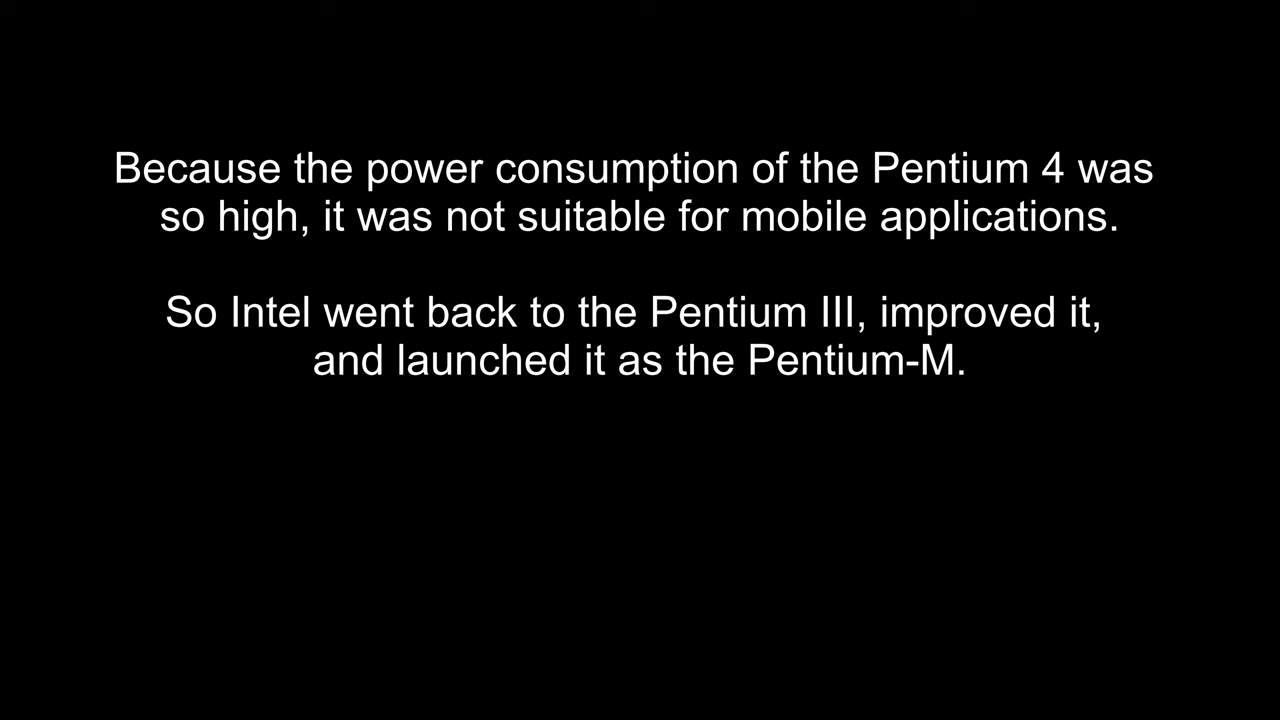 Because the power consumption of the Pentium 4 was
so high, it was not suitable for mobile applications.
So Intel went back to the Pentium III, improved it,
and launched it as the Pentium-M.